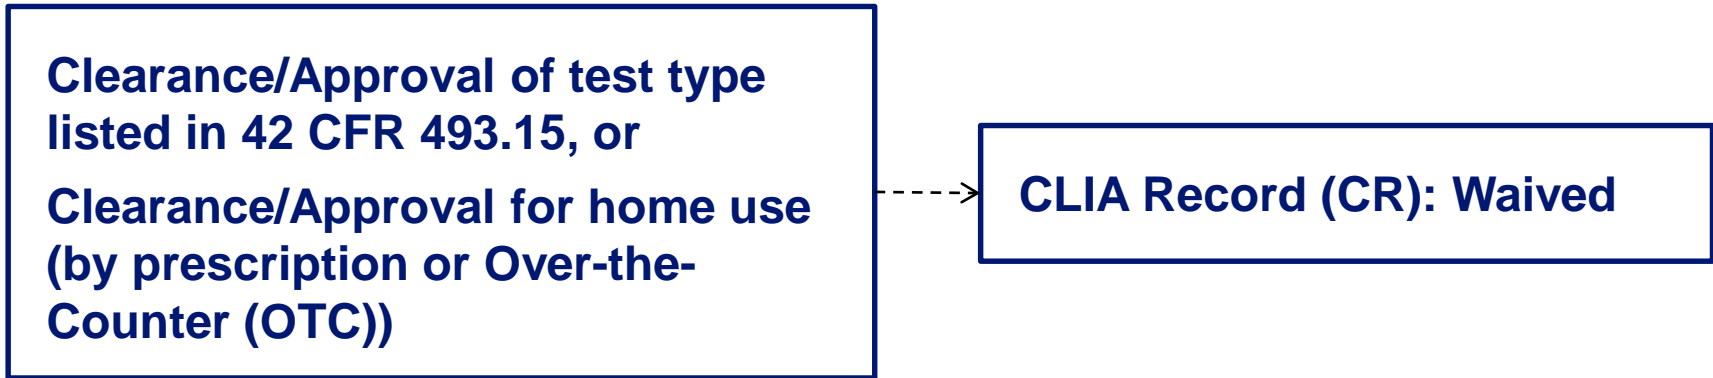 Clearance/Approval of test type
listed in 42 CFR 493.15, or
Clearance/Approval for home use
(by prescription or Over-the-
Counter (OTC))
CLIA Record (CR): Waived